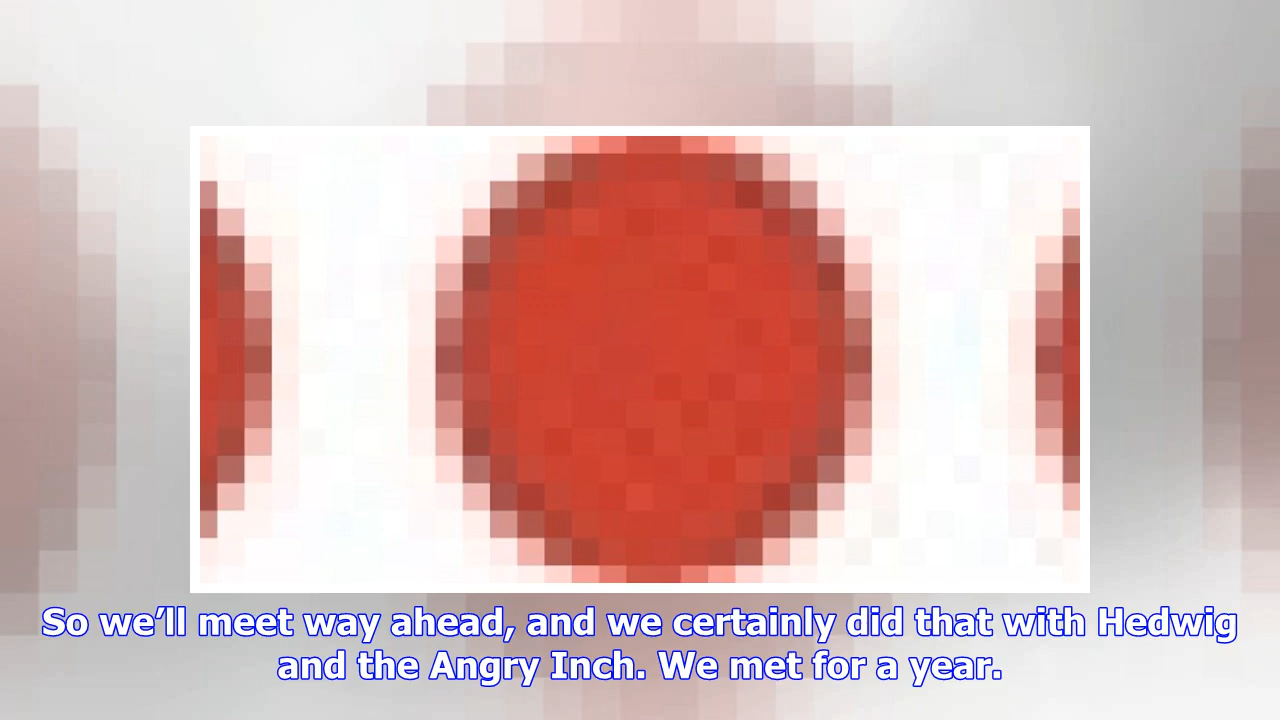 So we’ll meet way ahead, and we certainly did that with Hedwig
and the Angry Inch. We met for a year.